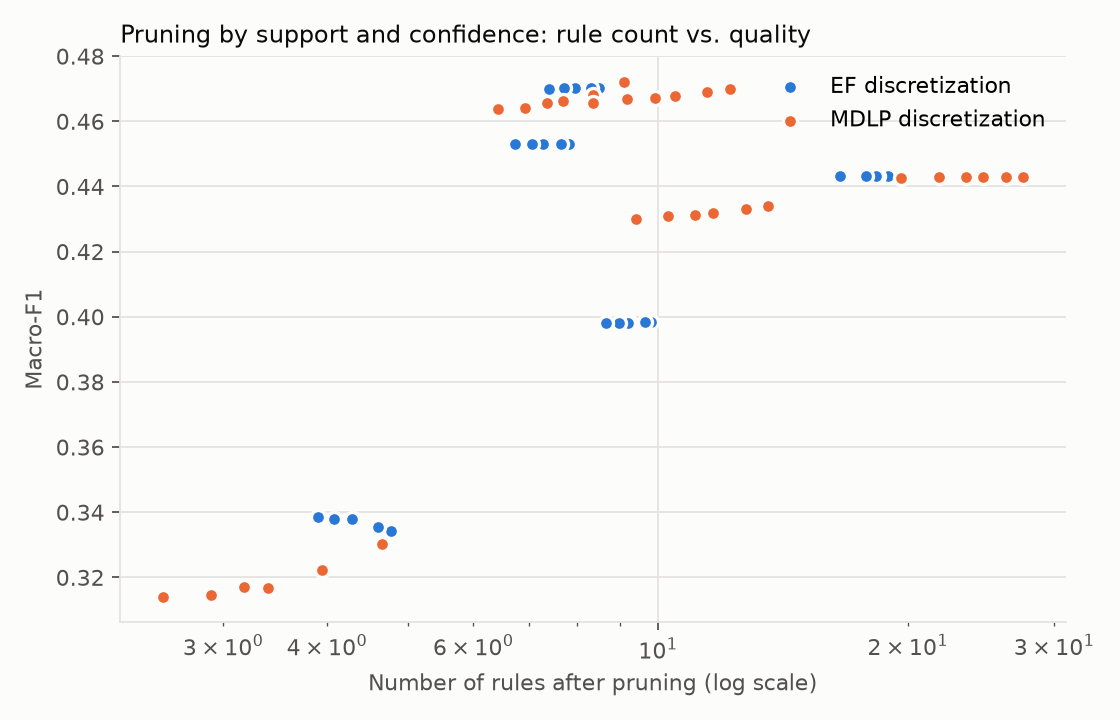 Pruning by support and confidence: rule count vs. quality
0.48
0.46
0.44
0.42
0.40
0.38
0.36
0.34
0.32
Macro-F1
EF discretization
MDLP discretization
3 × 10⁰
4 × 10⁰
6 × 10⁰
10¹
2 × 10¹
3 × 10¹
Number of rules after pruning (log scale)